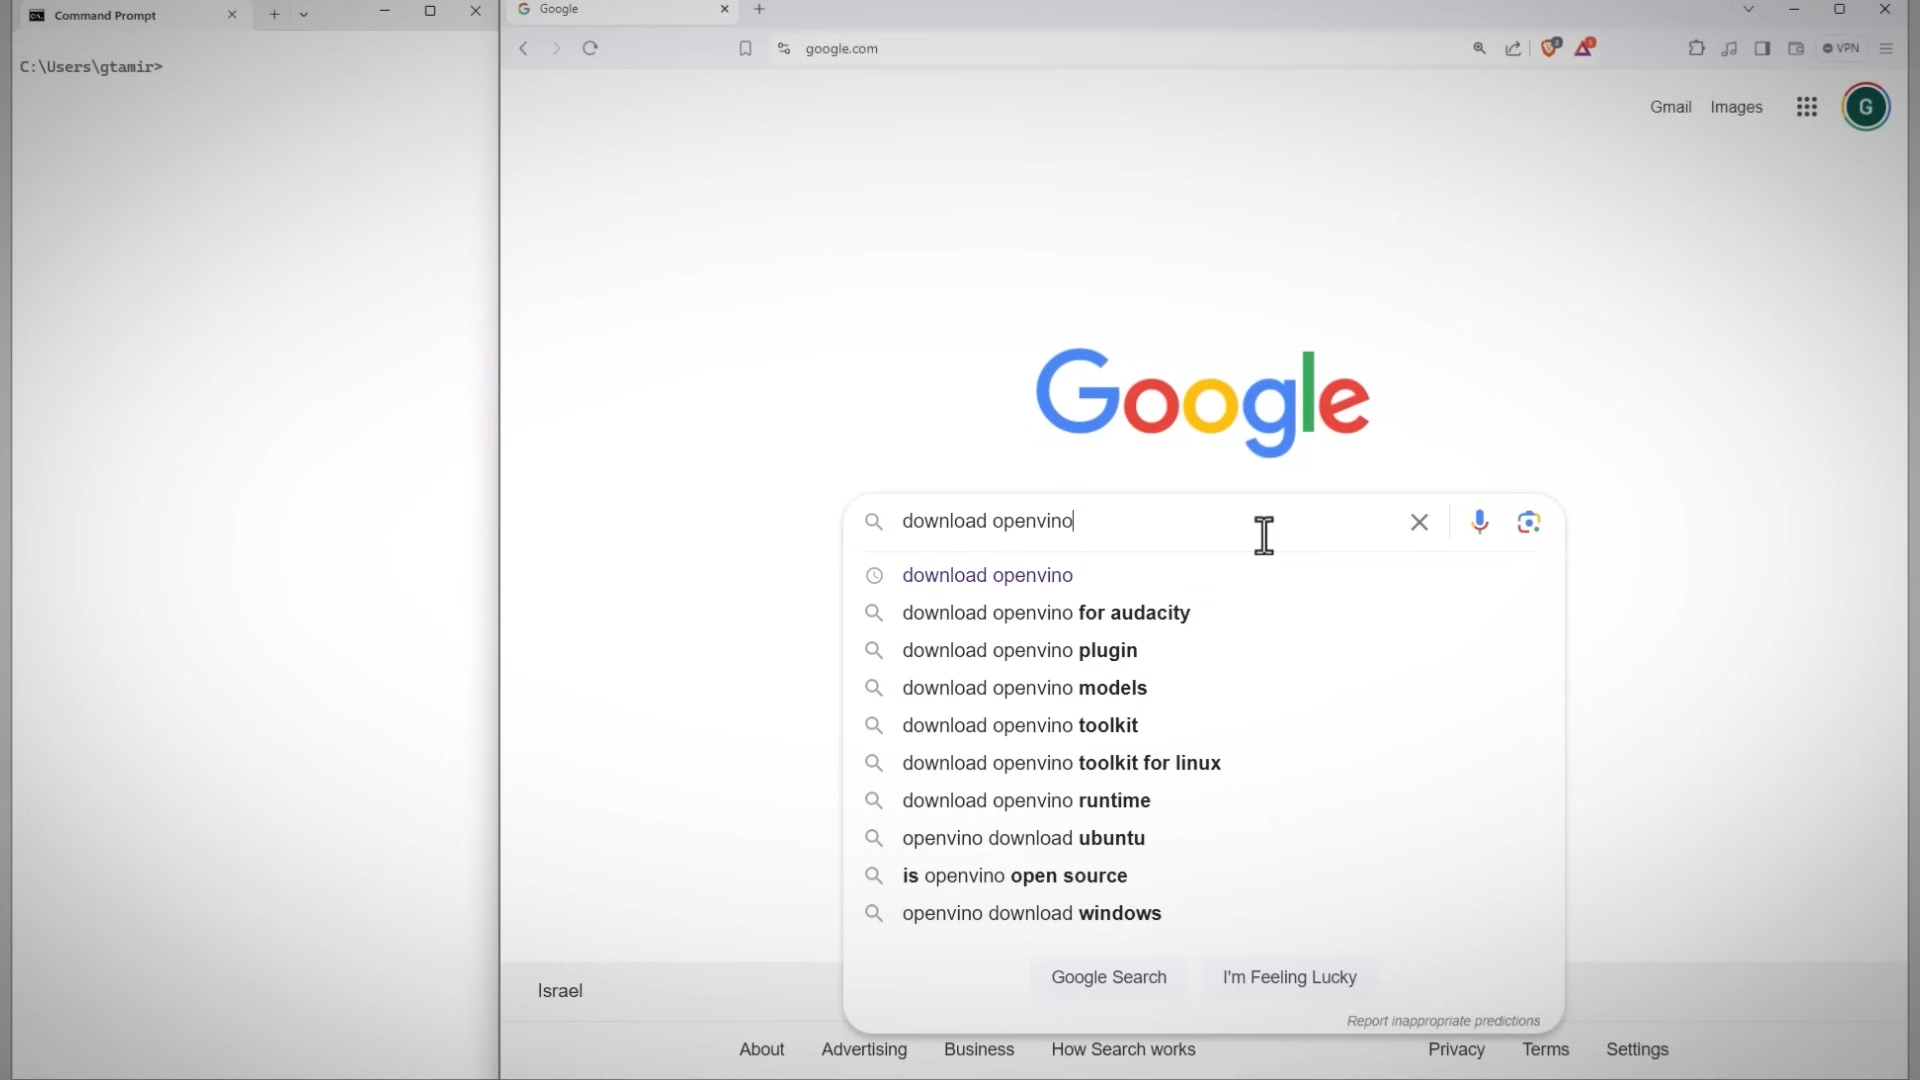 Command Prompt
C:\Users\gtamir>
Google
google.com
VPN
Gmail
Images
G
Google
download openvino
download openvino
download openvino for audacity
download openvino plugin
download openvino models
download openvino toolkit
download openvino toolkit for linux
download openvino runtime
openvino download ubuntu
is openvino open source
openvino download windows
Google Search
I'm Feeling Lucky
Report inappropriate predictions
Israel
About
Advertising
Business
How Search works
Privacy
Terms
Settings